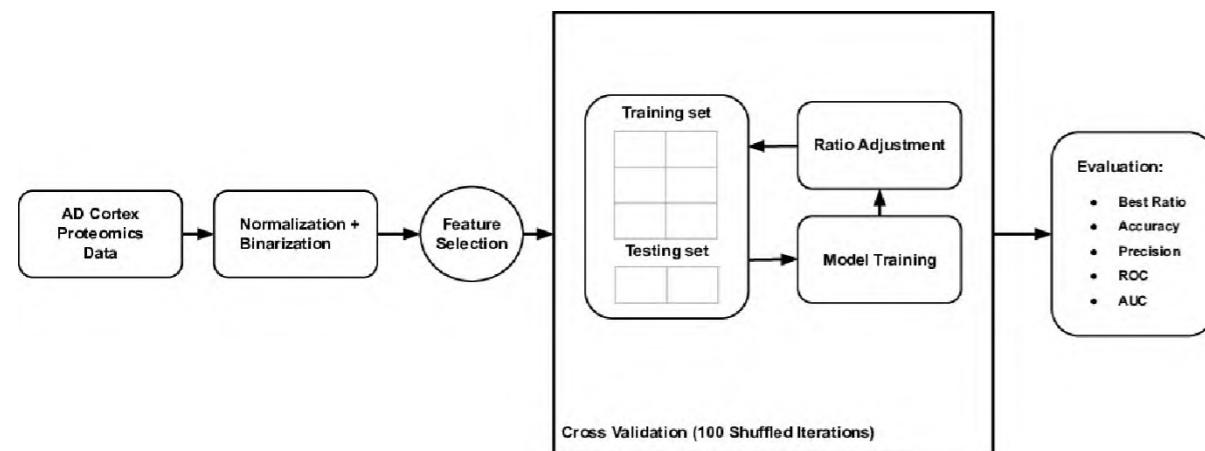 AD Cortex
Proteomics
Data
Normalization +
Binarization
Feature
Selection
Training set
Testing set
Ratio Adjustment
Model Training
Cross Validation (100 Shuffled Iterations)
Evaluation:
● Best Ratio
● Accuracy
● Precision
● ROC
● AUC